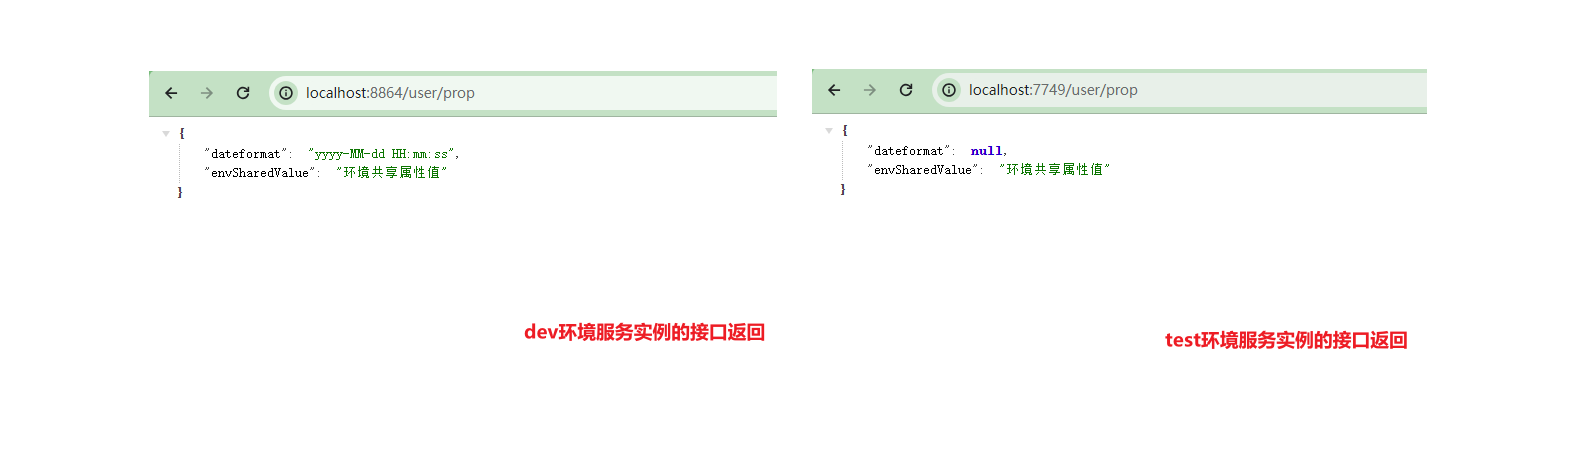 localhost:8864/user/prop
{
"dateformat": "yyyy-MM-dd HH:mm:ss",
"envSharedValue": "环境共享属性值"
}
dev环境服务实例的接口返回
localhost:7749/user/prop
{
"dateformat": null,
"envSharedValue": "环境共享属性值"
}
test环境服务实例的接口返回